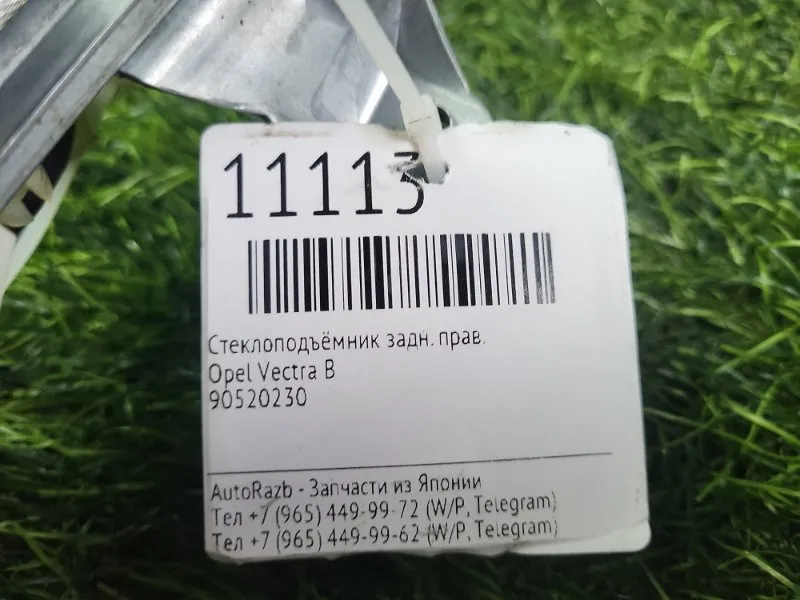 11113
Стеклоподъёмник задн. прав.
Opel Vectra B
90520230
AutoRazb - Запчасти из Японии
Тел +7 (965) 449-99-72 (W/P, Telegram)
Тел +7 (965) 449-99-62 (W/P, Telegram)